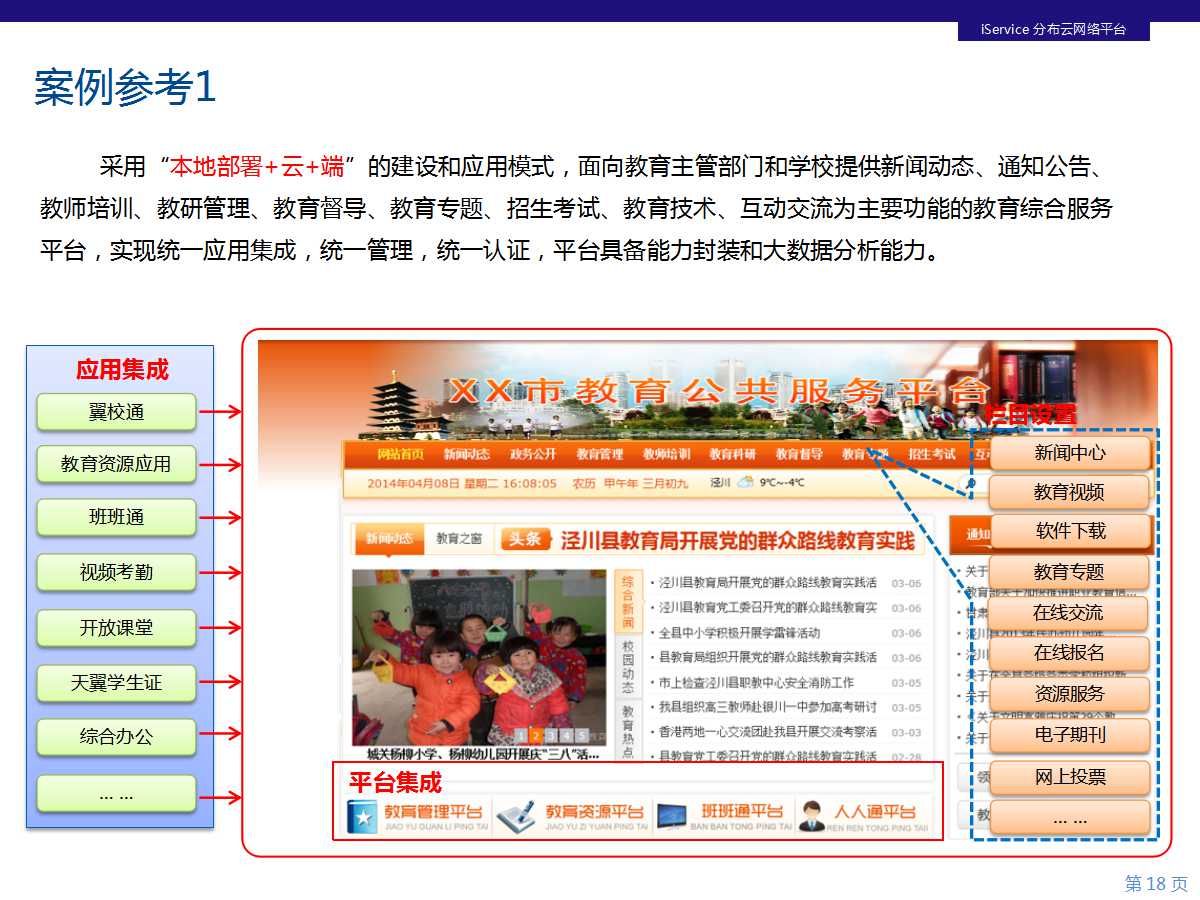 iService 分布云网络平台
案例参考1
采用“本地部署+云+端”的建设和应用模式，面向教育主管部门和学校提供新闻动态、通知公告、
教师培训、教研管理、教育督导、教育专题、招生考试、教育技术、互动交流为主要功能的教育综合服务
平台，实现统一应用集成，统一管理，统一认证，平台具备能力封装和大数据分析能力。
应用集成
翼校通
教育资源应用
班班通
视频考勤
开放课堂
天翼学生证
综合办公
... ...
XX市教育公共服务平台
网站首页 新闻动态 政务公开 教育管理 教师培训 教育科研 教育督导 教育专题 招生考试 互动
2014年04月08日 星期二 16:08:05 农历 甲午年 三月初九 泾川 9℃~-4℃
新闻动态 教育之窗 头条 泾川县教育局开展党的群众路线教育实践
综合新闻
校园动态
教育热点
· 泾川县教育局开展党的群众路线教育实践活 03-06
· 泾川县教育党工委召开党的群众路线教育实 03-06
· 全县中小学积极开展学雷锋活动 03-06
· 县教育局组织开展党的群众路线教育实践活 03-06
· 市上检查泾川县职教中心安全消防工作 03-05
· 我县组织高三教师赴银川一中参加高考研讨 03-05
· 香港两地一心交流团赴我县开展交流考察活 03-03
· 县教育党工委召开党的群众路线教育实践活 02-28
1 2 3 4 5
城关杨柳小学、杨柳幼儿园开展庆“三八”活...
通知
· 关于
平台集成
教育管理平台
JIAO YU GUAN LI PING TAI
教育资源平台
JIAO YU ZI YUAN PING TAI
班班通平台
BAN BAN TONG PING TAI
人人通平台
REN REN TONG PING TAI
栏目设置
新闻中心
教育视频
软件下载
教育专题
在线交流
在线报名
资源服务
电子期刊
网上投票
... ...
领
教
第 18 页